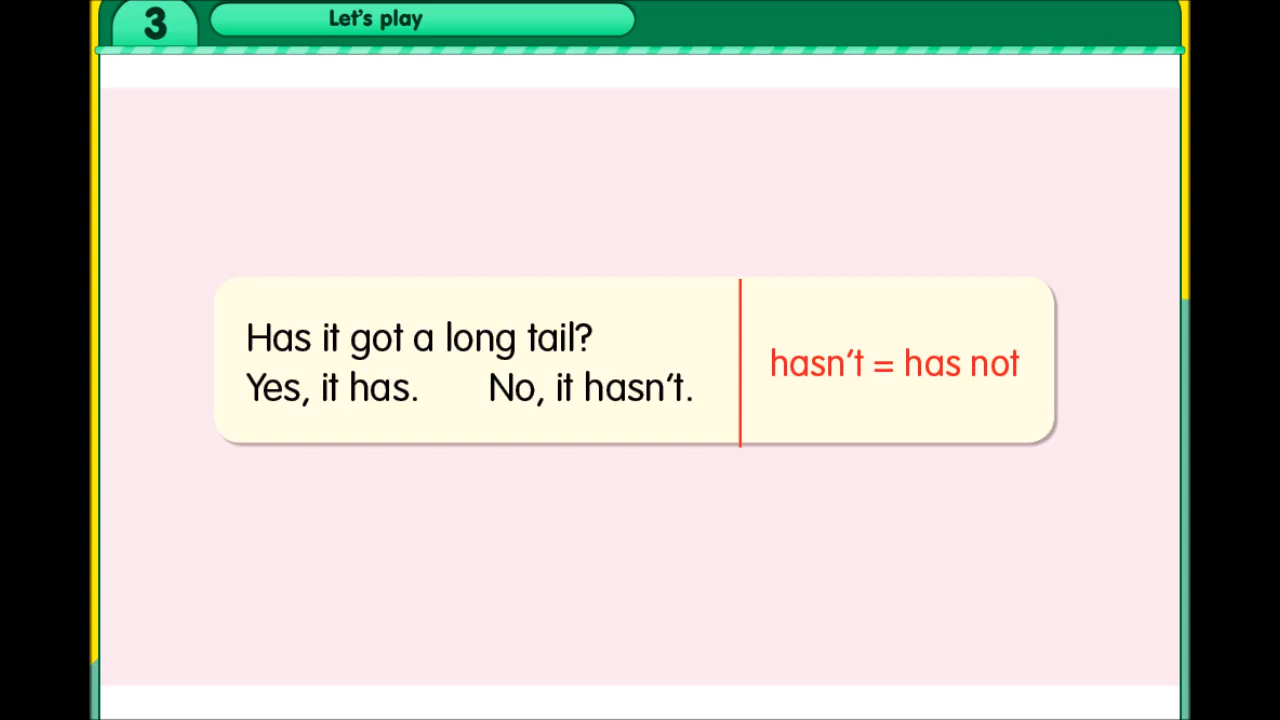 3
Let's play
Has it got a long tail?
Yes, it has. No, it hasn't.
hasn't = has not